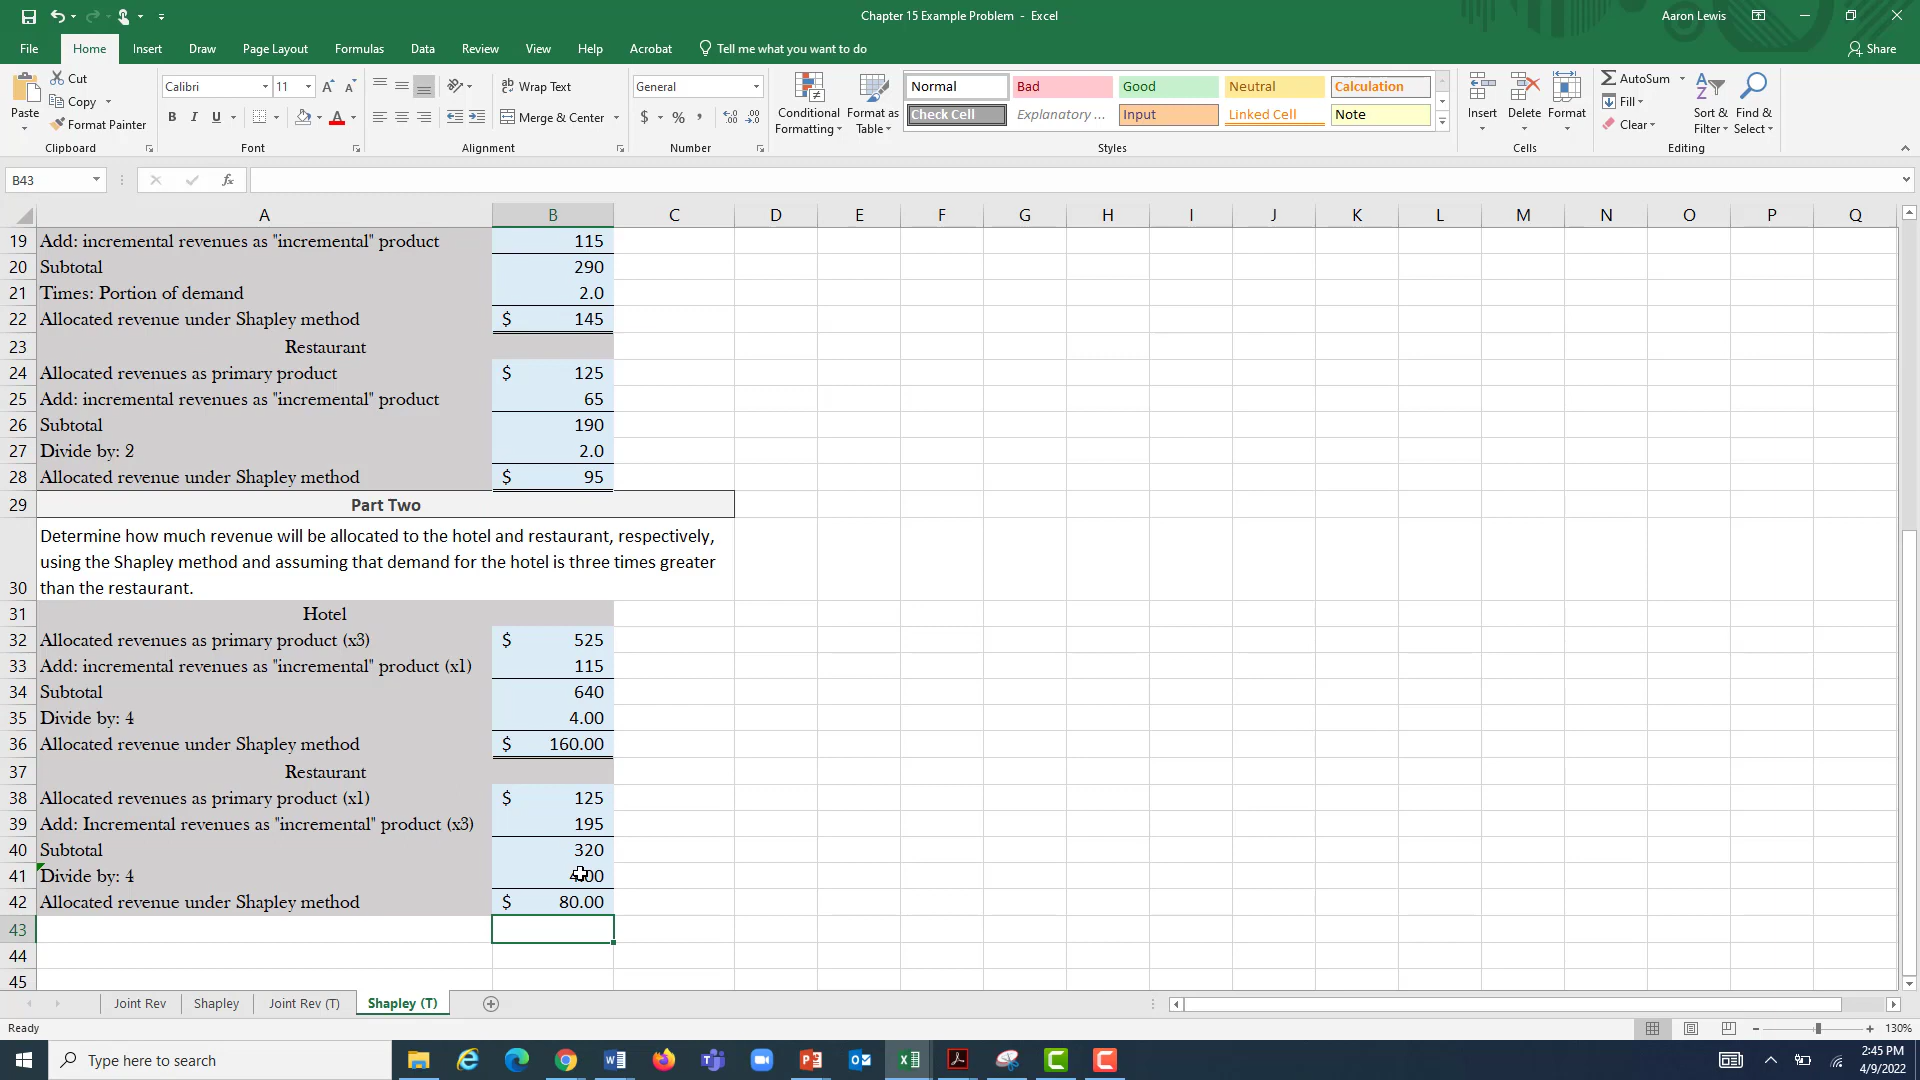 Chapter 15 Example Problem - Excel
Aaron Lewis
File Home Insert Draw Page Layout Formulas Data Review View Help Acrobat Tell me what you want to do Share
Paste
Cut
Copy
Format Painter
Clipboard
Calibri 11
B I U
Font
Wrap Text
Merge & Center
Alignment
General
$ %
Number
Conditional Formatting
Format as Table
Normal Bad Good Neutral Calculation
Check Cell Explanatory ... Input Linked Cell Note
Styles
Insert Delete Format
Cells
AutoSum
Fill
Clear
Sort & Filter
Find & Select
Editing
B43
fx
A B C D E F G H I J K L M N O P Q
19 Add: incremental revenues as "incremental" product 115
20 Subtotal 290
21 Times: Portion of demand 2.0
22 Allocated revenue under Shapley method $ 145
23 Restaurant
24 Allocated revenues as primary product $ 125
25 Add: incremental revenues as "incremental" product 65
26 Subtotal 190
27 Divide by: 2 2.0
28 Allocated revenue under Shapley method $ 95
29 Part Two
Determine how much revenue will be allocated to the hotel and restaurant, respectively,
using the Shapley method and assuming that demand for the hotel is three times greater
30 than the restaurant.
31 Hotel
32 Allocated revenues as primary product (x3) $ 525
33 Add: incremental revenues as "incremental" product (x1) 115
34 Subtotal 640
35 Divide by: 4 4.00
36 Allocated revenue under Shapley method $ 160.00
37 Restaurant
38 Allocated revenues as primary product (x1) $ 125
39 Add: Incremental revenues as "incremental" product (x3) 195
40 Subtotal 320
41 Divide by: 4 4.00
42 Allocated revenue under Shapley method $ 80.00
43
44
45
Joint Rev Shapley Joint Rev (T) Shapley (T)
Ready
130%
Type here to search
2:45 PM
4/9/2022